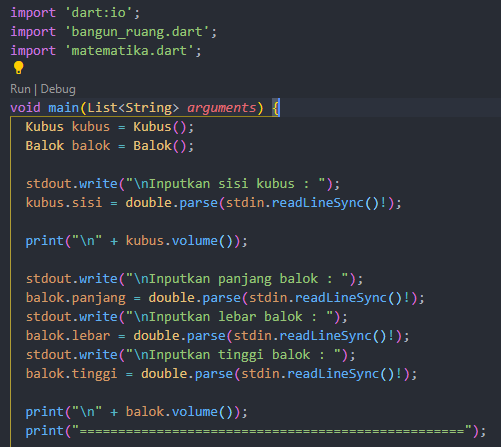 import 'dart:io';
import 'bangun_ruang.dart';
import 'matematika.dart';
Run | Debug
void main(List<String> arguments) {
Kubus kubus = Kubus();
Balok balok = Balok();
stdout.write("\nInputkan sisi kubus : ");
kubus.sisi = double.parse(stdin.readLineSync()!);
print("\n" + kubus.volume());
stdout.write("\nInputkan panjang balok : ");
balok.panjang = double.parse(stdin.readLineSync()!);
stdout.write("\nInputkan lebar balok : ");
balok.lebar = double.parse(stdin.readLineSync()!);
stdout.write("\nInputkan tinggi balok : ");
balok.tinggi = double.parse(stdin.readLineSync()!);
print("\n" + balok.volume());
print("==================================================");